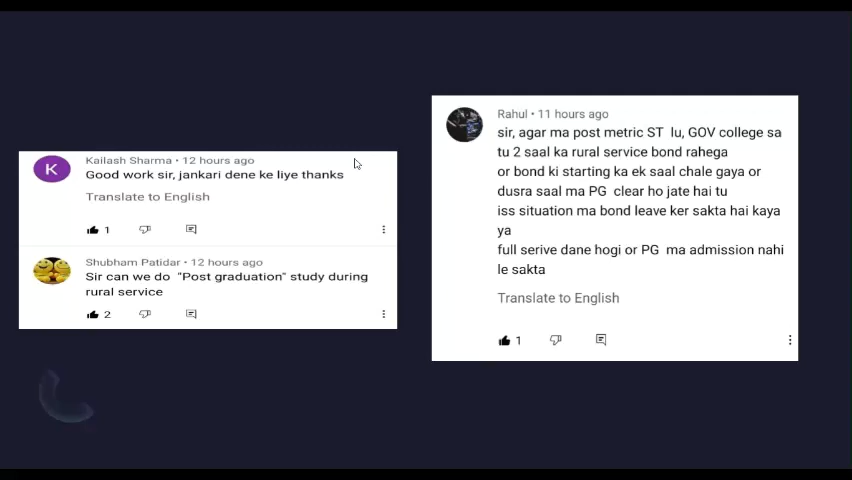 Kailash Sharma • 12 hours ago
Good work sir, jankari dene ke liye thanks
Translate to English
1
Shubham Patidar • 12 hours ago
Sir can we do "Post graduation" study during
rural service
2
Rahul • 11 hours ago
sir, agar ma post metric ST lu, GOV college sa
tu 2 saal ka rural service bond rahega
or bond ki starting ka ek saal chale gaya or
dusra saal ma PG clear ho jate hai tu
iss situation ma bond leave ker sakta hai kaya
ya
full serive dane hogi or PG ma admission nahi
le sakta
Translate to English
1
K